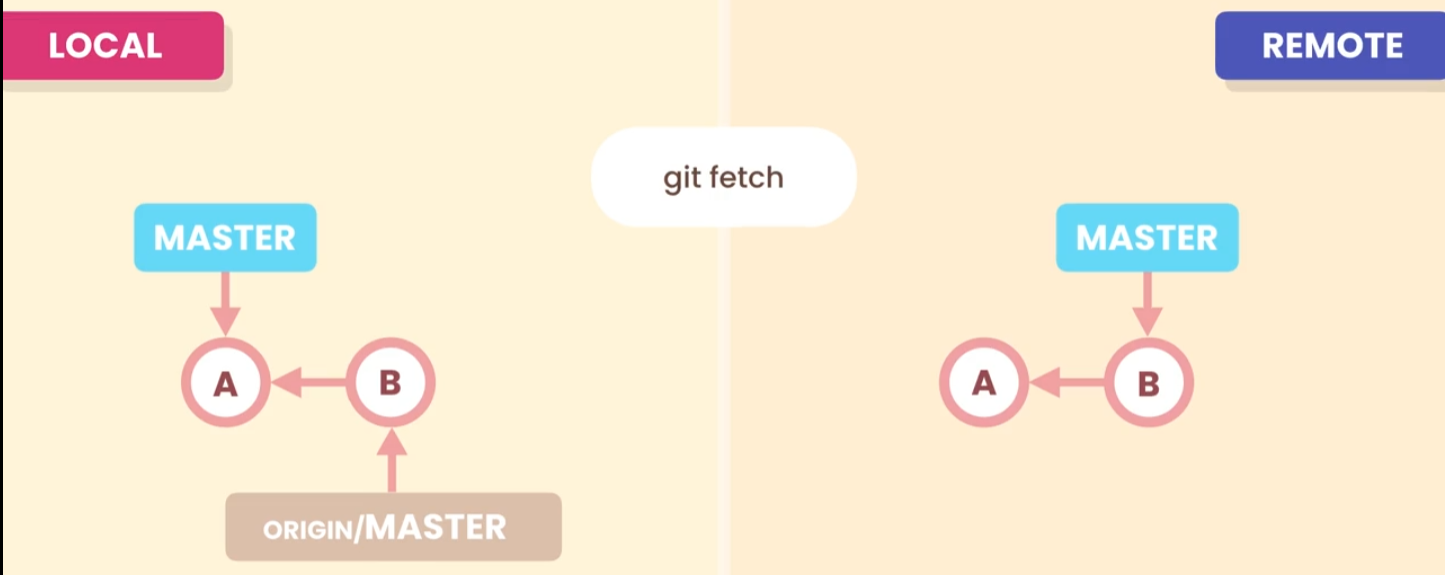 LOCAL
REMOTE
git fetch
MASTER
MASTER
A
B
A
B
ORIGIN/MASTER